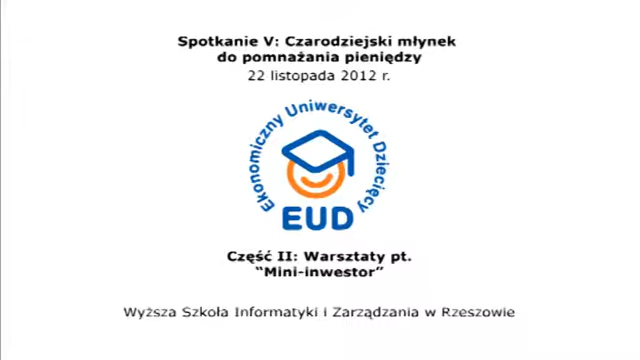 Spotkanie V: Czarodziejski młynek
do pomnażania pieniędzy
22 listopada 2012 r.
Ekonomiczny Uniwersytet Dziecięcy
EUD
Część II: Warsztaty pt.
“Mini-inwestor”
Wyższa Szkoła Informatyki i Zarządzania w Rzeszowie